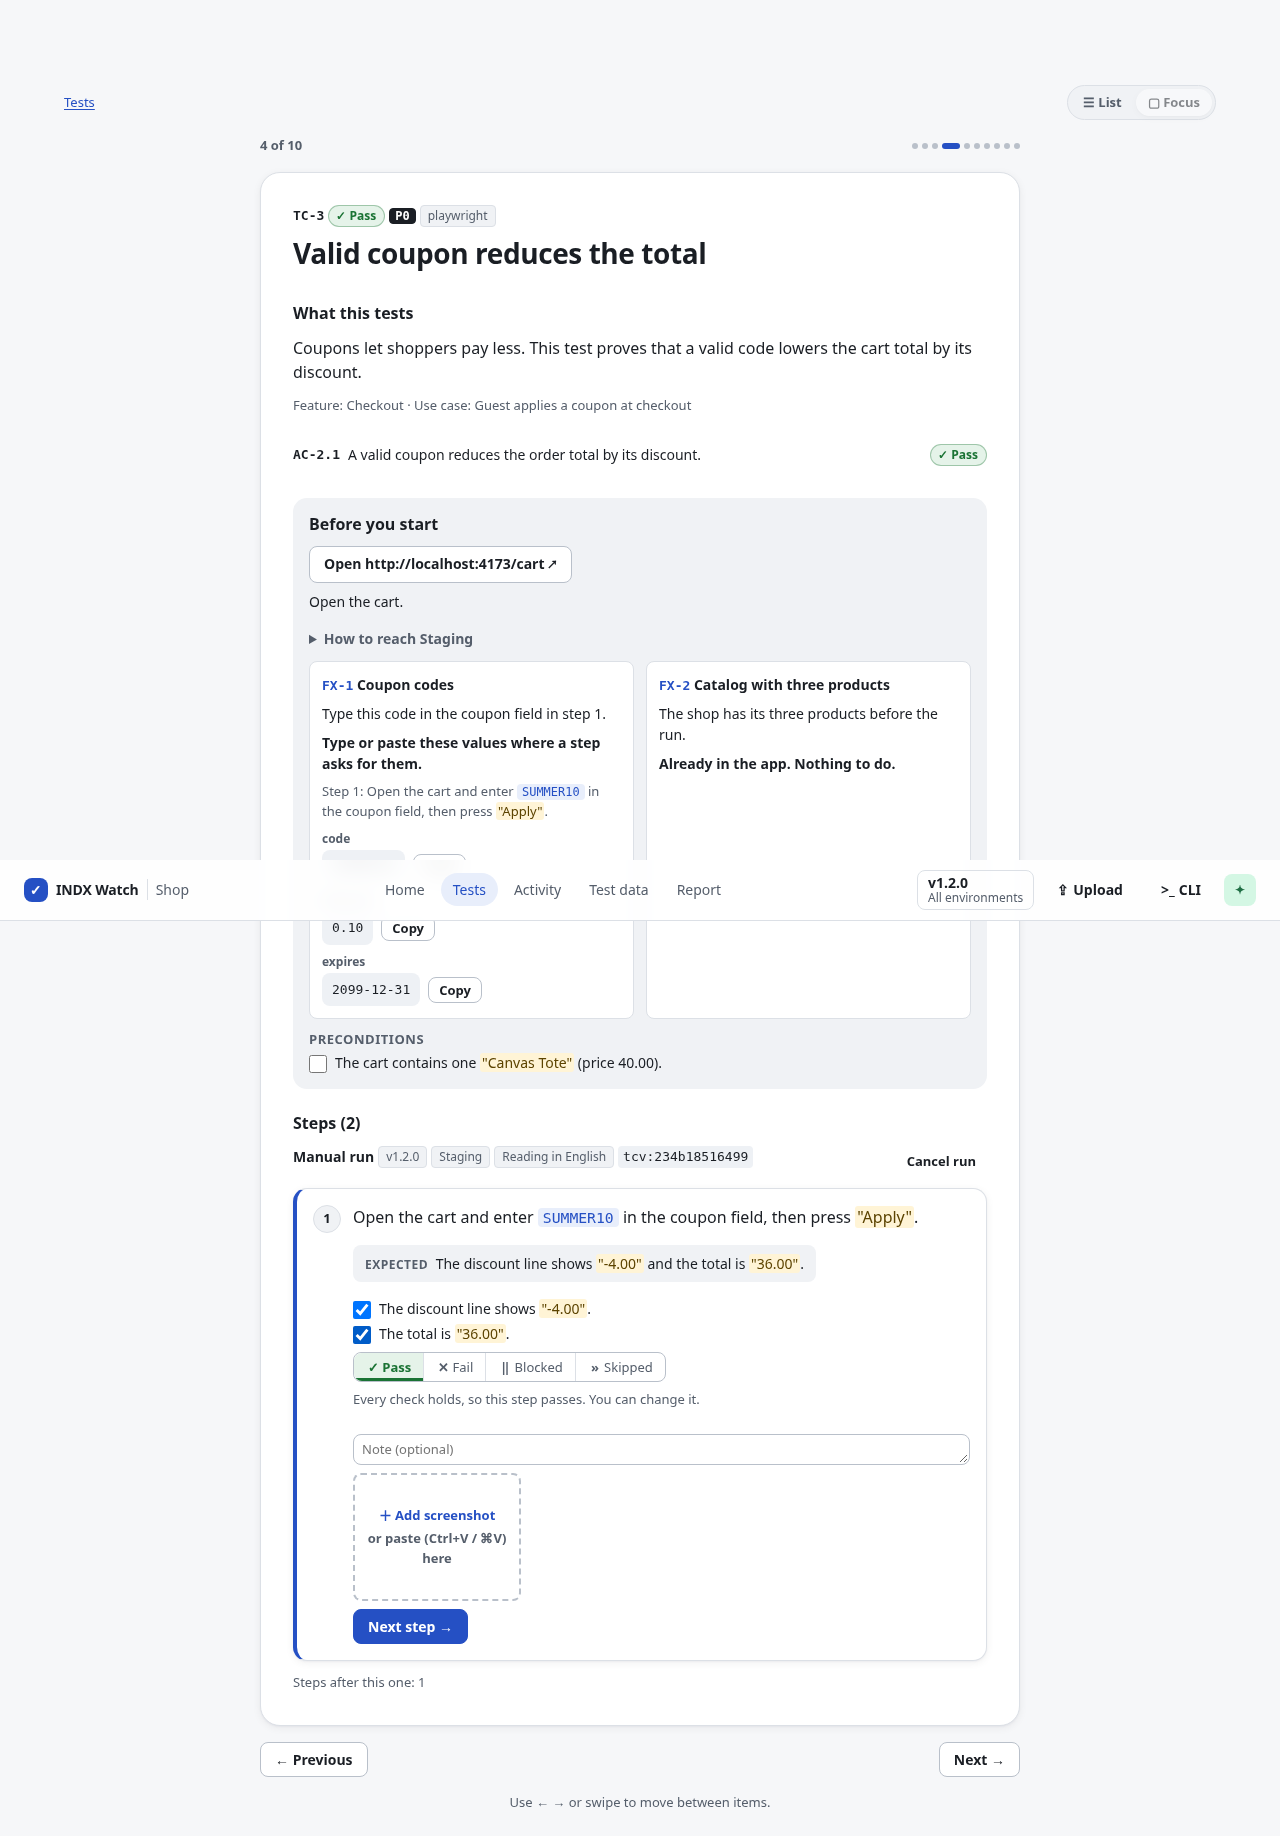 Tests
☰ List
▢ Focus
4 of 10
TC-3 ✓ Pass P0 playwright
Valid coupon reduces the total
What this tests
Coupons let shoppers pay less. This test proves that a valid code lowers the cart total by its
discount.
Feature: Checkout · Use case: Guest applies a coupon at checkout
AC-2.1 A valid coupon reduces the order total by its discount.
✓ Pass
Before you start
Open http://localhost:4173/cart ↗
Open the cart.
▶ How to reach Staging
FX-1 Coupon codes
Type this code in the coupon field in step 1.
Type or paste these values where a step
asks for them.
Step 1: Open the cart and enter SUMMER10 in
the coupon field, then press "Apply".
code
FX-2 Catalog with three products
The shop has its three products before the
run.
Already in the app. Nothing to do.
✓ INDX Watch Shop
Home Tests Activity Test data Report
v1.2.0
All environments
⇪ Upload
>_ CLI
✦
0.10 Copy
expires
2099-12-31 Copy
PRECONDITIONS
The cart contains one "Canvas Tote" (price 40.00).
Steps (2)
Manual run v1.2.0 Staging Reading in English tcv:234b18516499
Cancel run
1 Open the cart and enter SUMMER10 in the coupon field, then press "Apply".
EXPECTED The discount line shows "-4.00" and the total is "36.00".
The discount line shows "-4.00".
The total is "36.00".
✓ Pass ✕ Fail ‖ Blocked » Skipped
Every check holds, so this step passes. You can change it.
Note (optional)
＋ Add screenshot
or paste (Ctrl+V / ⌘V)
here
Next step →
Steps after this one: 1
← Previous
Next →
Use ← → or swipe to move between items.